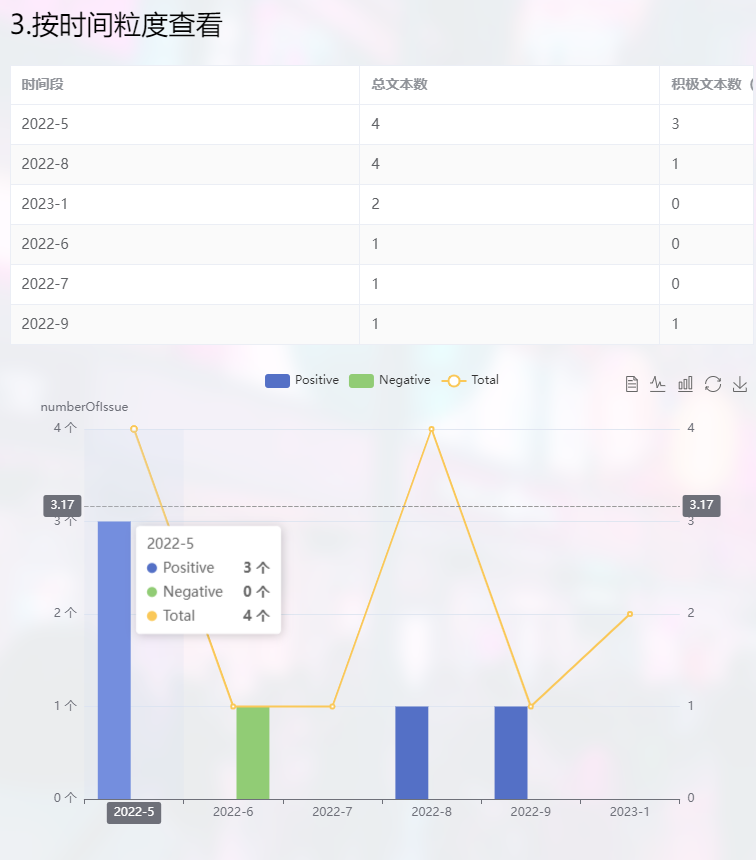 3.按时间粒度查看
时间段 总文本数 积极文本数（
2022-5 4 3
2022-8 4 1
2023-1 2 0
2022-6 1 0
2022-7 1 0
2022-9 1 1
Positive Negative Total
numberOfIssue
4 个 4
3.17 3.17
3 个 3
2022-5
Positive 3 个
Negative 0 个
Total 4 个
2 个 2
1 个 1
0 个 0
2022-5 2022-6 2022-7 2022-8 2022-9 2023-1